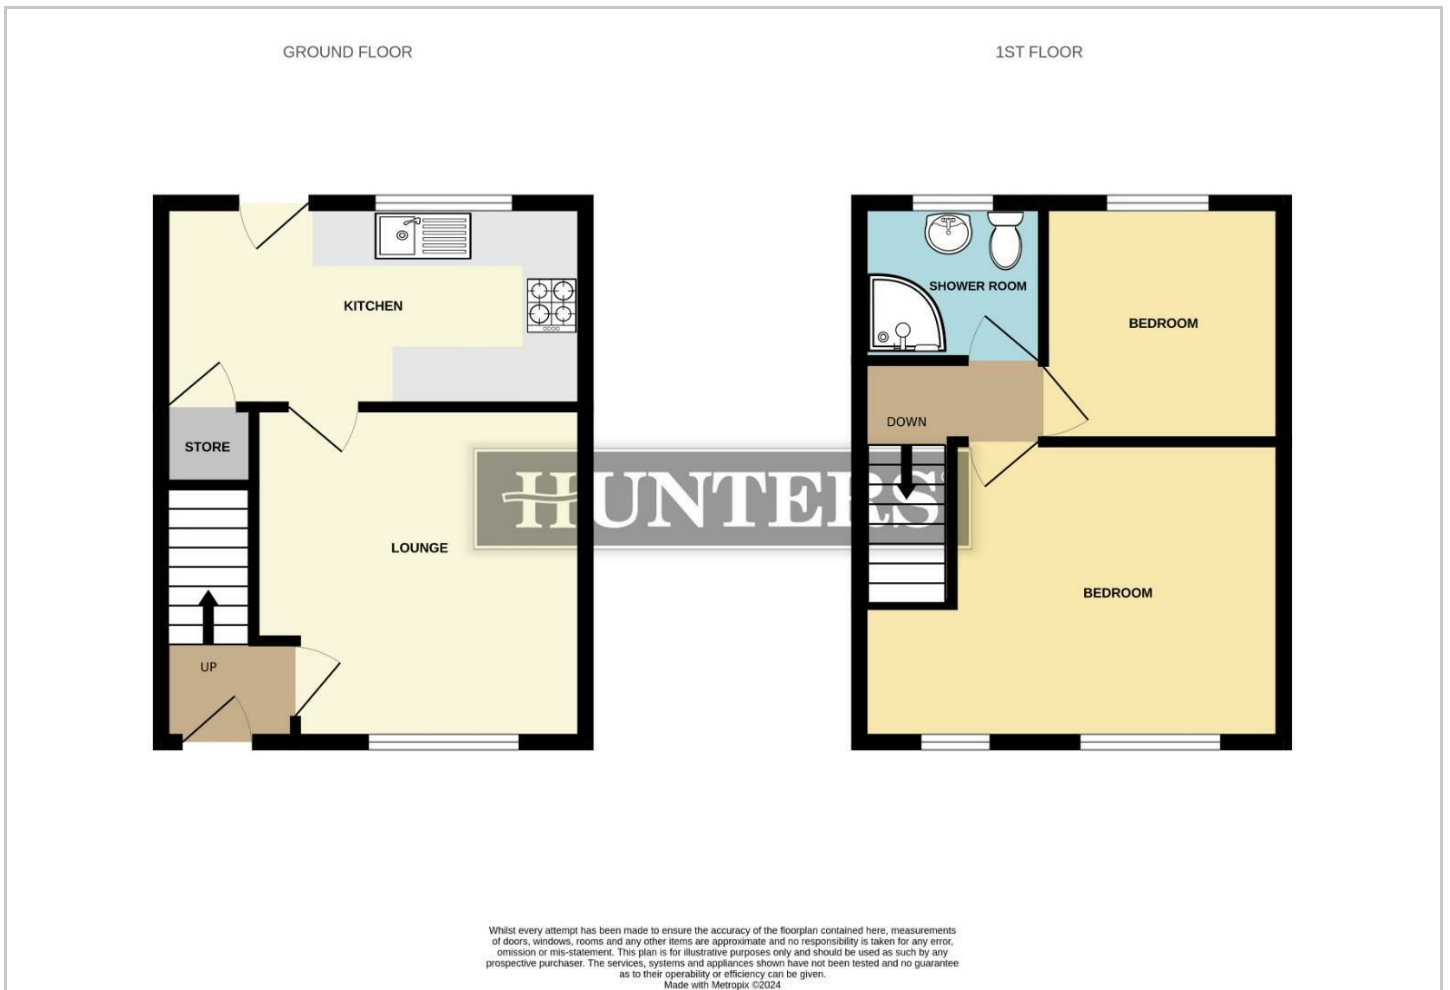 GROUND FLOOR
1ST FLOOR
KITCHEN
STORE
LOUNGE
UP
SHOWER ROOM
BEDROOM
DOWN
BEDROOM
HUNTERS
Whilst every attempt has been made to ensure the accuracy of the floorplan contained here, measurements
of doors, windows, rooms and any other items are approximate and no responsibility is taken for any error,
omission or mis-statement. This plan is for illustrative purposes only and should be used as such by any
prospective purchaser. The services, systems and appliances shown have not been tested and no guarantee
as to their operability or efficiency can be given.
Made with Metropix ©2024